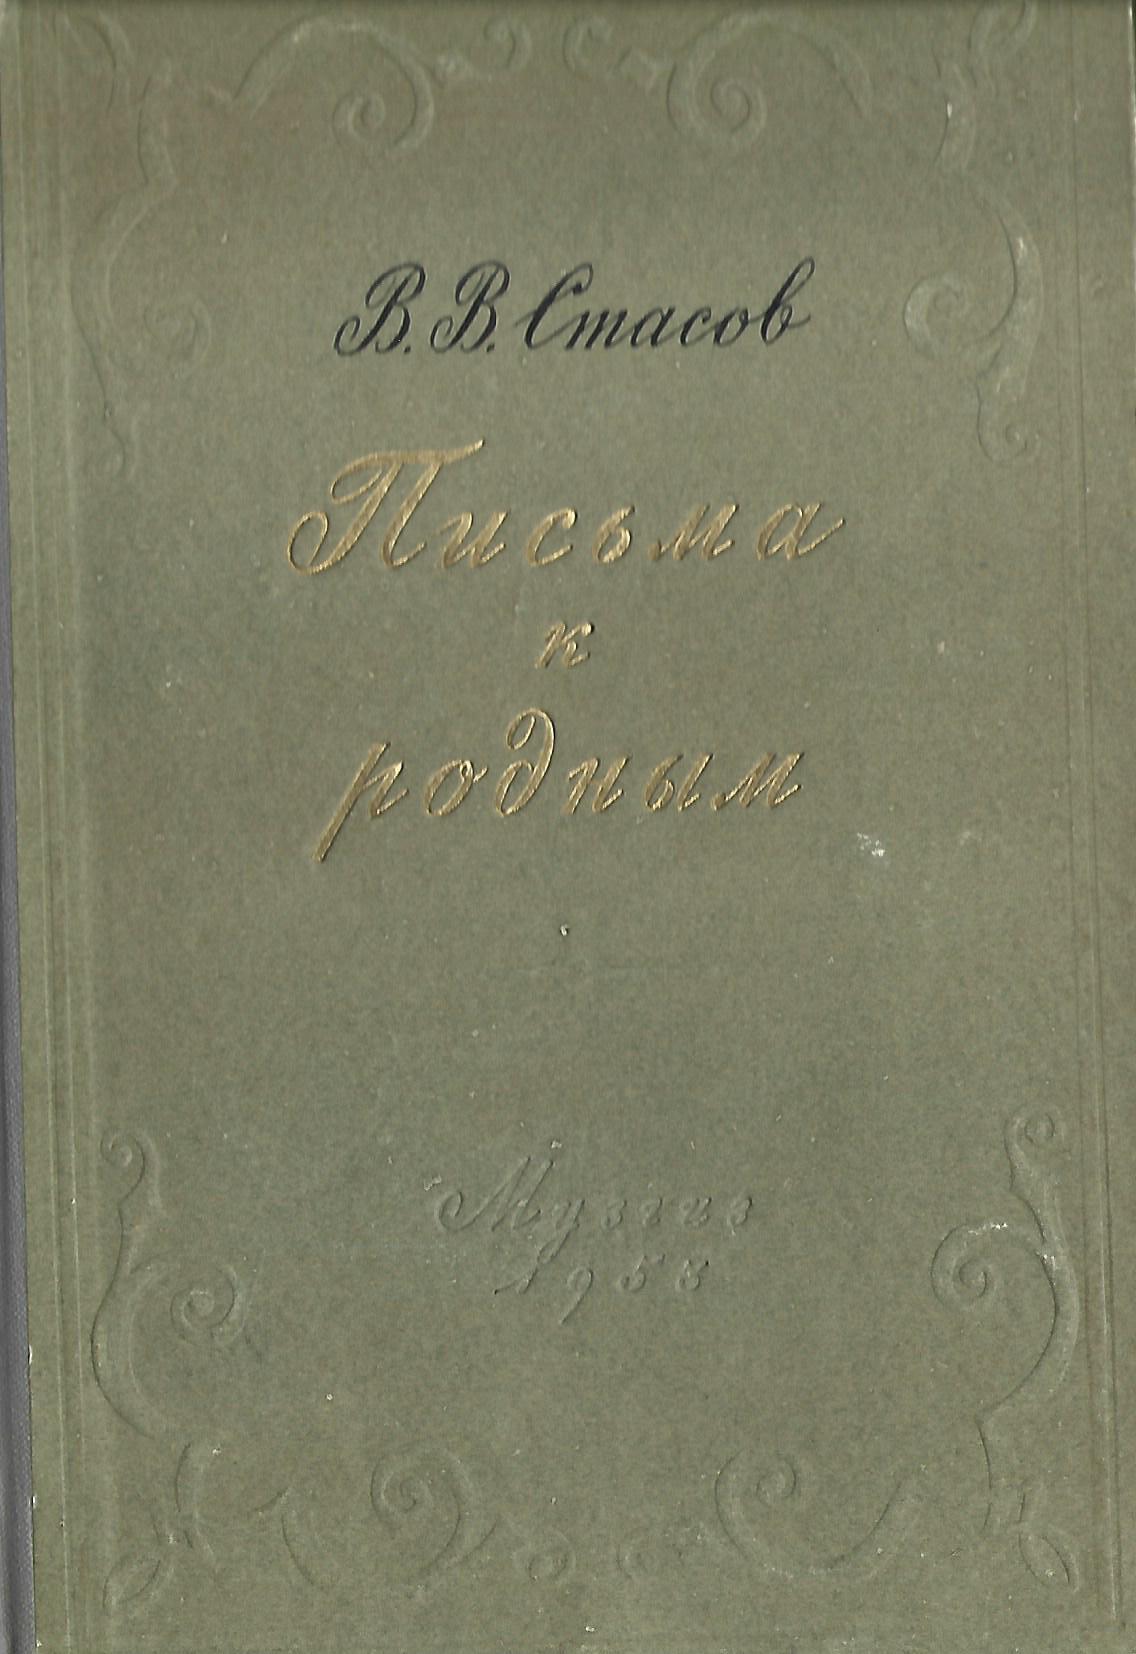 В. В. Стасов
Письма
к
родным
Музгиз
1953